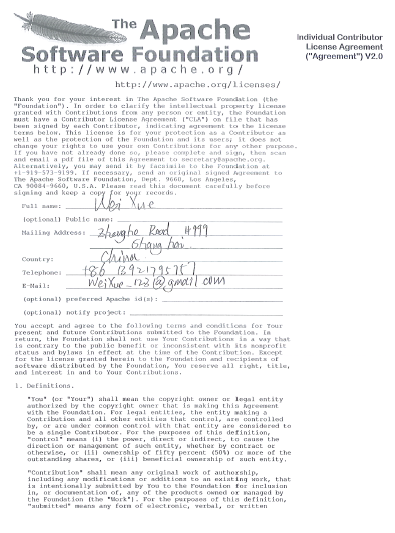 The Apache
Software Foundation
http://www.apache.org/
Individual Contributor
License Agreement
("Agreement") V2.0
http://www.apache.org/licenses/
Thank you for your interest in The Apache Software Foundation (the
"Foundation"). In order to clarify the intellectual property license
granted with Contributions from any person or entity, the Foundation
must have a Contributor License Agreement ("CLA") on file that has
been signed by each Contributor, indicating agreement to the license
terms below. This license is for your protection as a Contributor as
well as the protection of the Foundation and its users; it does not
change your rights to use your own Contributions for any other purpose.
If you have not already done so, please complete and sign, then scan
and email a pdf file of this Agreement to secretary@apache.org.
Alternatively, you may send it by facsimile to the Foundation at
+1-919-573-9199. If necessary, send an original signed Agreement to
The Apache Software Foundation, Dept. 9660, Los Angeles,
CA 90084-9660, U.S.A. Please read this document carefully before
signing and keep a copy for your records.
Full name: Wei Xue
(optional) Public name:
Mailing Address: Zhanghe Road #999
Shanghai
Country: China
Telephone: +86
E-Mail: WeiXue_123@gmail.com
(optional) preferred Apache id(s):
(optional) notify project:
You accept and agree to the following terms and conditions for Your
present and future Contributions submitted to the Foundation. In
return, the Foundation shall not use Your Contributions in a way that
is contrary to the public benefit or inconsistent with its nonprofit
status and bylaws in effect at the time of the Contribution. Except
for the license granted herein to the Foundation and recipients of
software distributed by the Foundation, You reserve all right, title,
and interest in and to Your Contributions.
1. Definitions.
"You" (or "Your") shall mean the copyright owner or legal entity
authorized by the copyright owner that is making this Agreement
with the Foundation. For legal entities, the entity making a
Contribution and all other entities that control, are controlled
by, or are under common control with that entity are considered to
be a single Contributor. For the purposes of this definition,
"control" means (i) the power, direct or indirect, to cause the
direction or management of such entity, whether by contract or
otherwise, or (ii) ownership of fifty percent (50%) or more of the
outstanding shares, or (iii) beneficial ownership of such entity.
"Contribution" shall mean any original work of authorship,
including any modifications or additions to an existing work, that
is intentionally submitted by You to the Foundation for inclusion
in, or documentation of, any of the products owned or managed by
the Foundation (the "Work"). For the purposes of this definition,
"submitted" means any form of electronic, verbal, or written